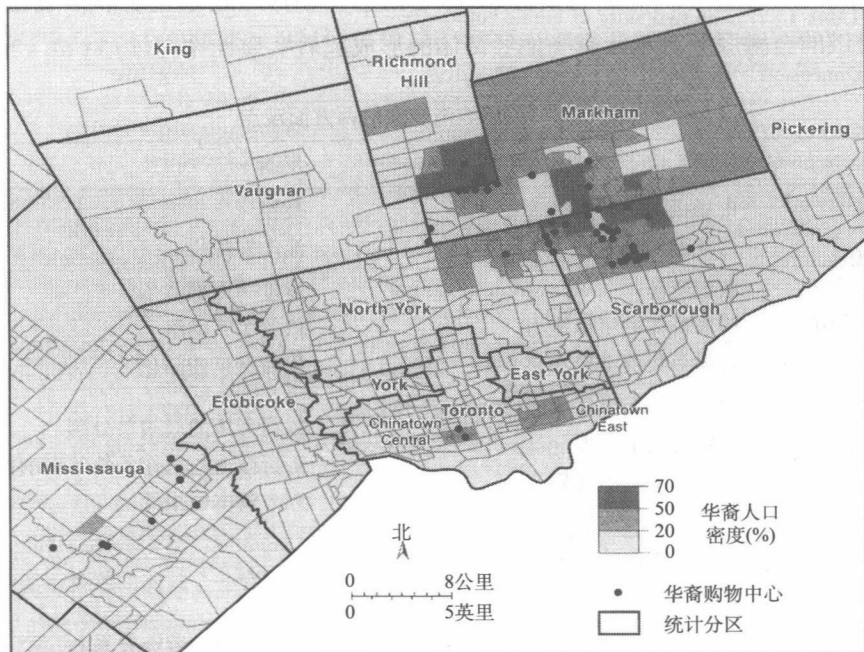 King
Richmond
Hill
Markham
Pickering
Vaughan
North York
Scarborough
East York
York
Etobicoke
Toronto
Chinatown
Central
Chinatown
East
Mississauga
70
50
20
0
华裔人口
密度(%)
北
0 8公里
0 5英里
华裔购物中心
统计分区